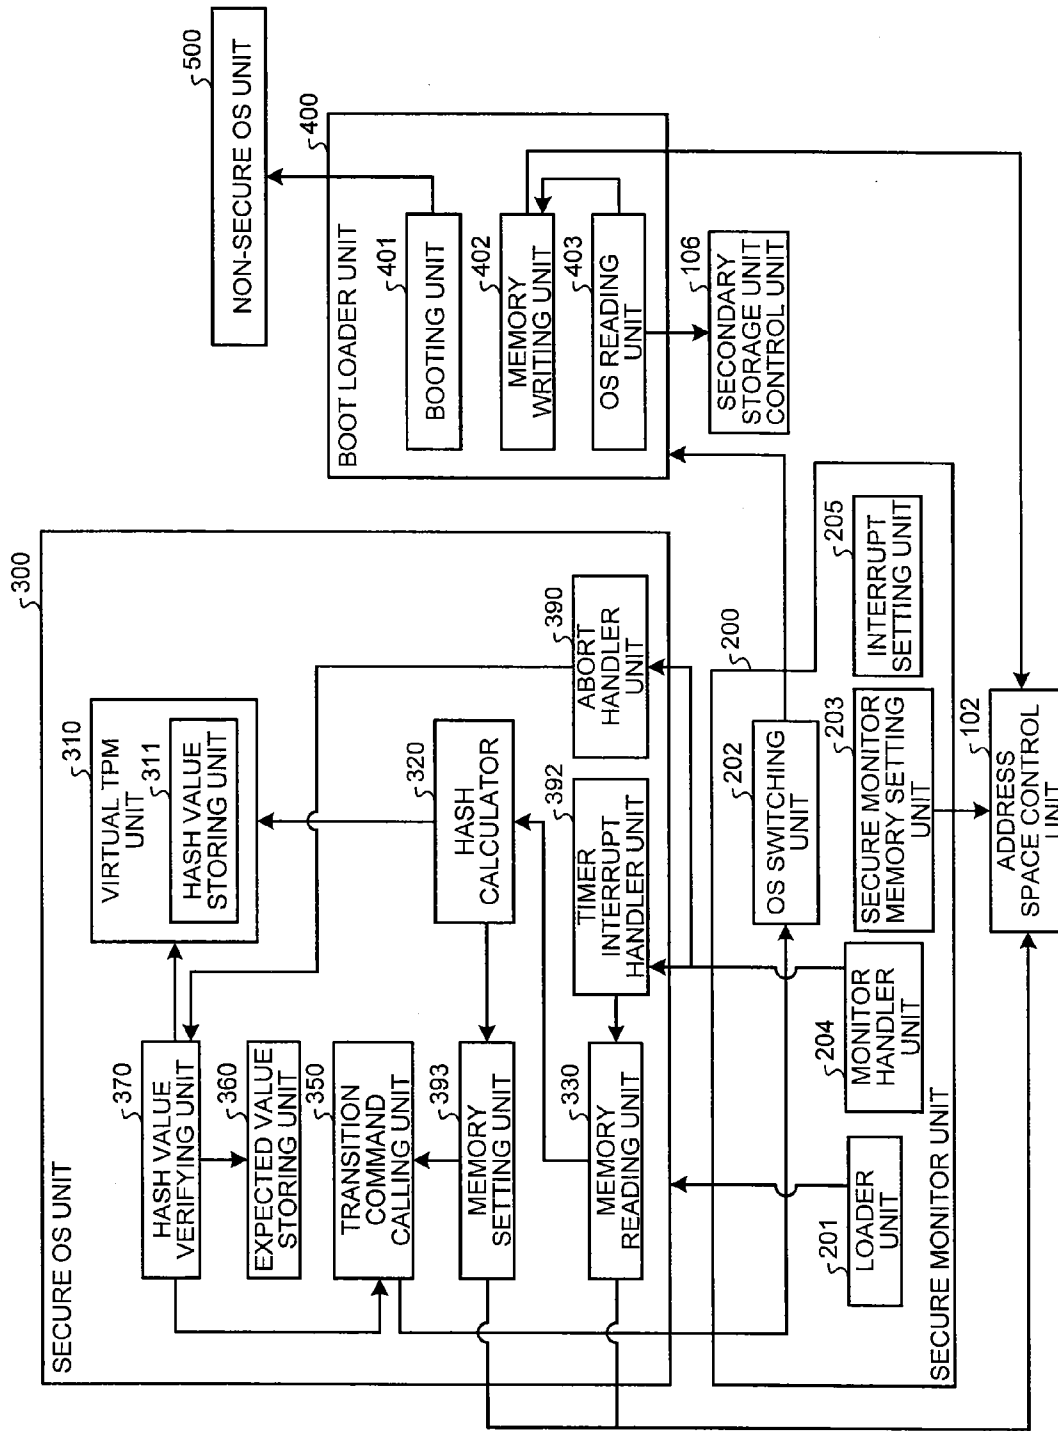 SECURE OS UNIT
300
370
HASH VALUE
VERIFYING UNIT
360
EXPECTED VALUE
STORING UNIT
350
TRANSITION
COMMAND
CALLING UNIT
393
MEMORY
SETTING UNIT
330
MEMORY
READING UNIT
310
VIRTUAL TPM
UNIT
311
HASH VALUE
STORING UNIT
320
HASH
CALCULATOR
392
TIMER
INTERRUPT
HANDLER UNIT
390
ABORT
HANDLER
UNIT
500
NON-SECURE OS UNIT
400
BOOT LOADER UNIT
401
BOOTING UNIT
402
MEMORY
WRITING UNIT
403
OS READING
UNIT
106
SECONDARY
STORAGE UNIT
CONTROL UNIT
200
SECURE MONITOR UNIT
202
OS SWITCHING
UNIT
201
LOADER
UNIT
204
MONITOR
HANDLER
UNIT
203
SECURE MONITOR
MEMORY SETTING
UNIT
205
INTERRUPT
SETTING UNIT
102
ADDRESS
SPACE CONTROL
UNIT